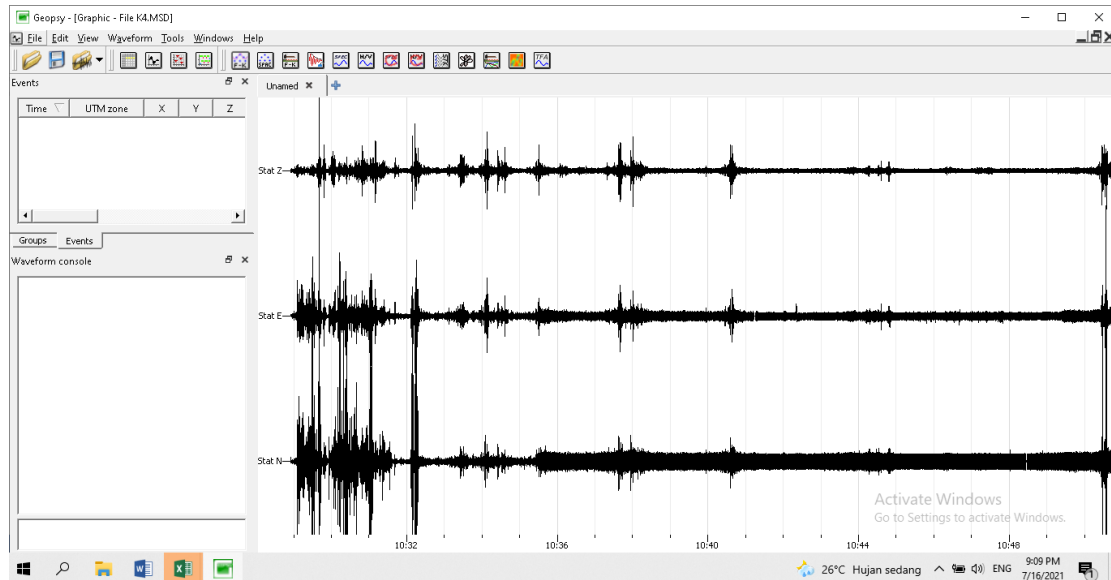 Geopsy - [Graphic - File K4.MSD]
File Edit View Waveform Tools Windows Help
Events
Unamed
Time UTM zone X Y Z
Stat Z
Groups Events
Waveform console
Stat E
Stat N
Activate Windows
Go to Settings to activate Windows.
10:32 10:36 10:40 10:44 10:48
26°C Hujan sedang ENG 9:09 PM
7/16/2021